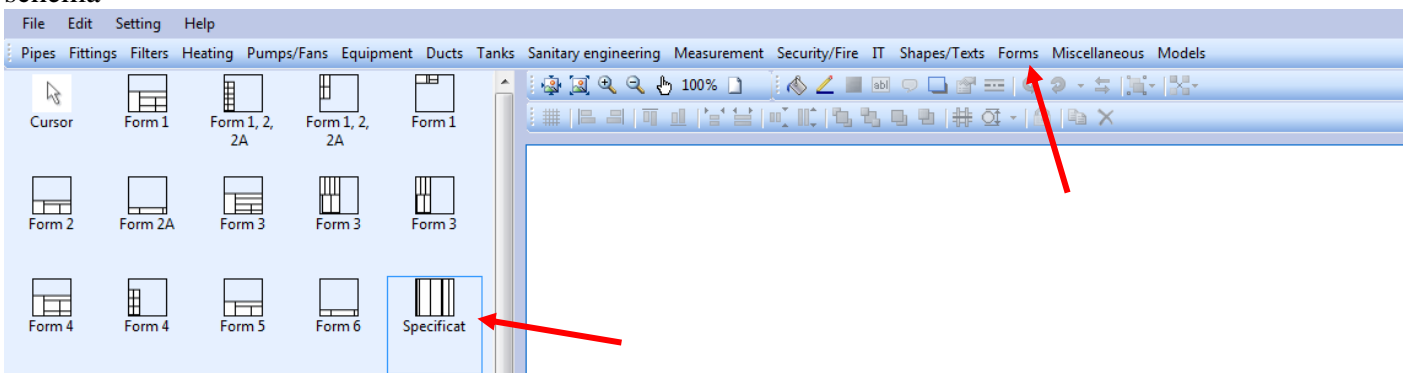 schema
File Edit Setting Help
Pipes Fittings Filters Heating Pumps/Fans Equipment Ducts Tanks Sanitary engineering Measurement Security/Fire IT Shapes/Texts Forms Miscellaneous Models
100% abl
Cursor Form 1 Form 1, 2, Form 1, 2, Form 1
2A 2A
Form 2 Form 2A Form 3 Form 3 Form 3
Form 4 Form 4 Form 5 Form 6 Specificat